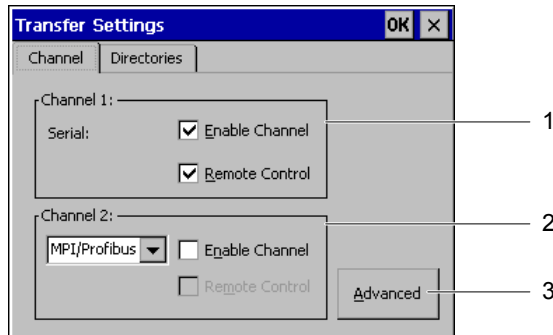 Transfer Settings OK ×
Channel Directories
Channel 1:
Serial: Enable Channel 1
Remote Control
Channel 2: 2
MPI/Profibus Enable Channel
Remote Control Advanced 3